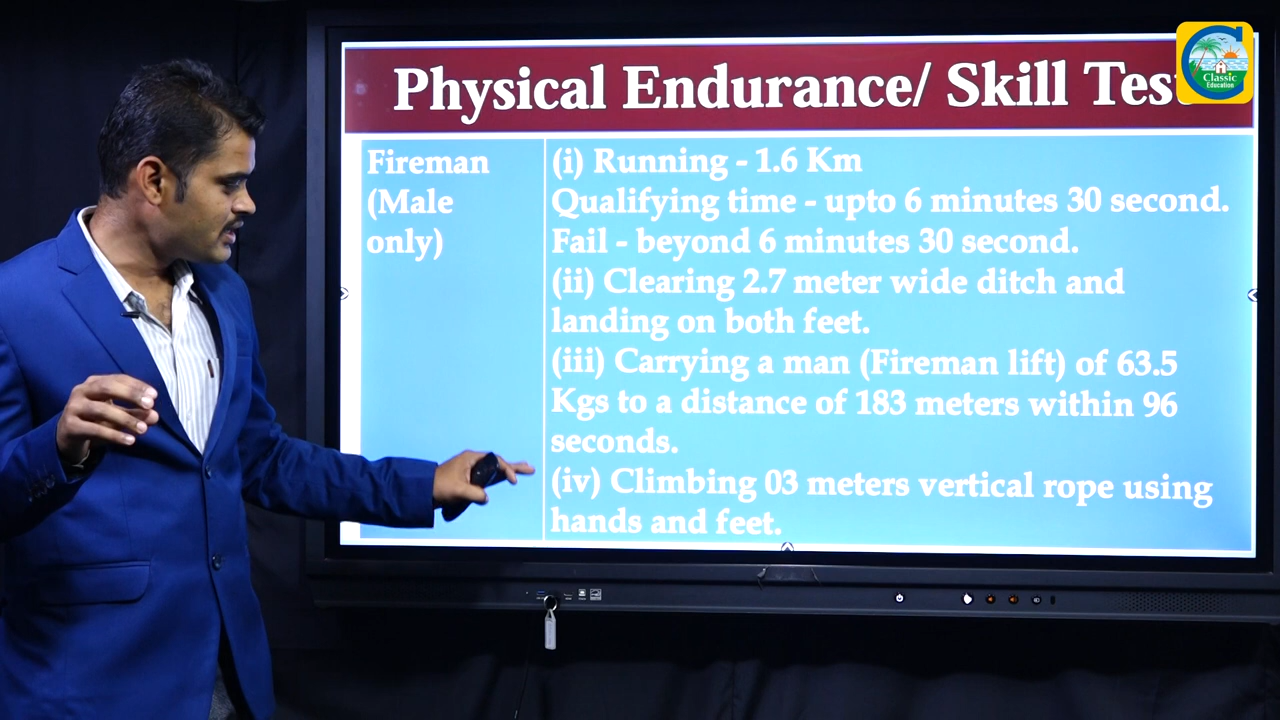 Physical Endurance/ Skill Test
Classic
Education
Fireman
(Male
only)
(i) Running - 1.6 Km
Qualifying time - upto 6 minutes 30 second.
Fail - beyond 6 minutes 30 second.
(ii) Clearing 2.7 meter wide ditch and
landing on both feet.
(iii) Carrying a man (Fireman lift) of 63.5
Kgs to a distance of 183 meters within 96
seconds.
(iv) Climbing 03 meters vertical rope using
hands and feet.